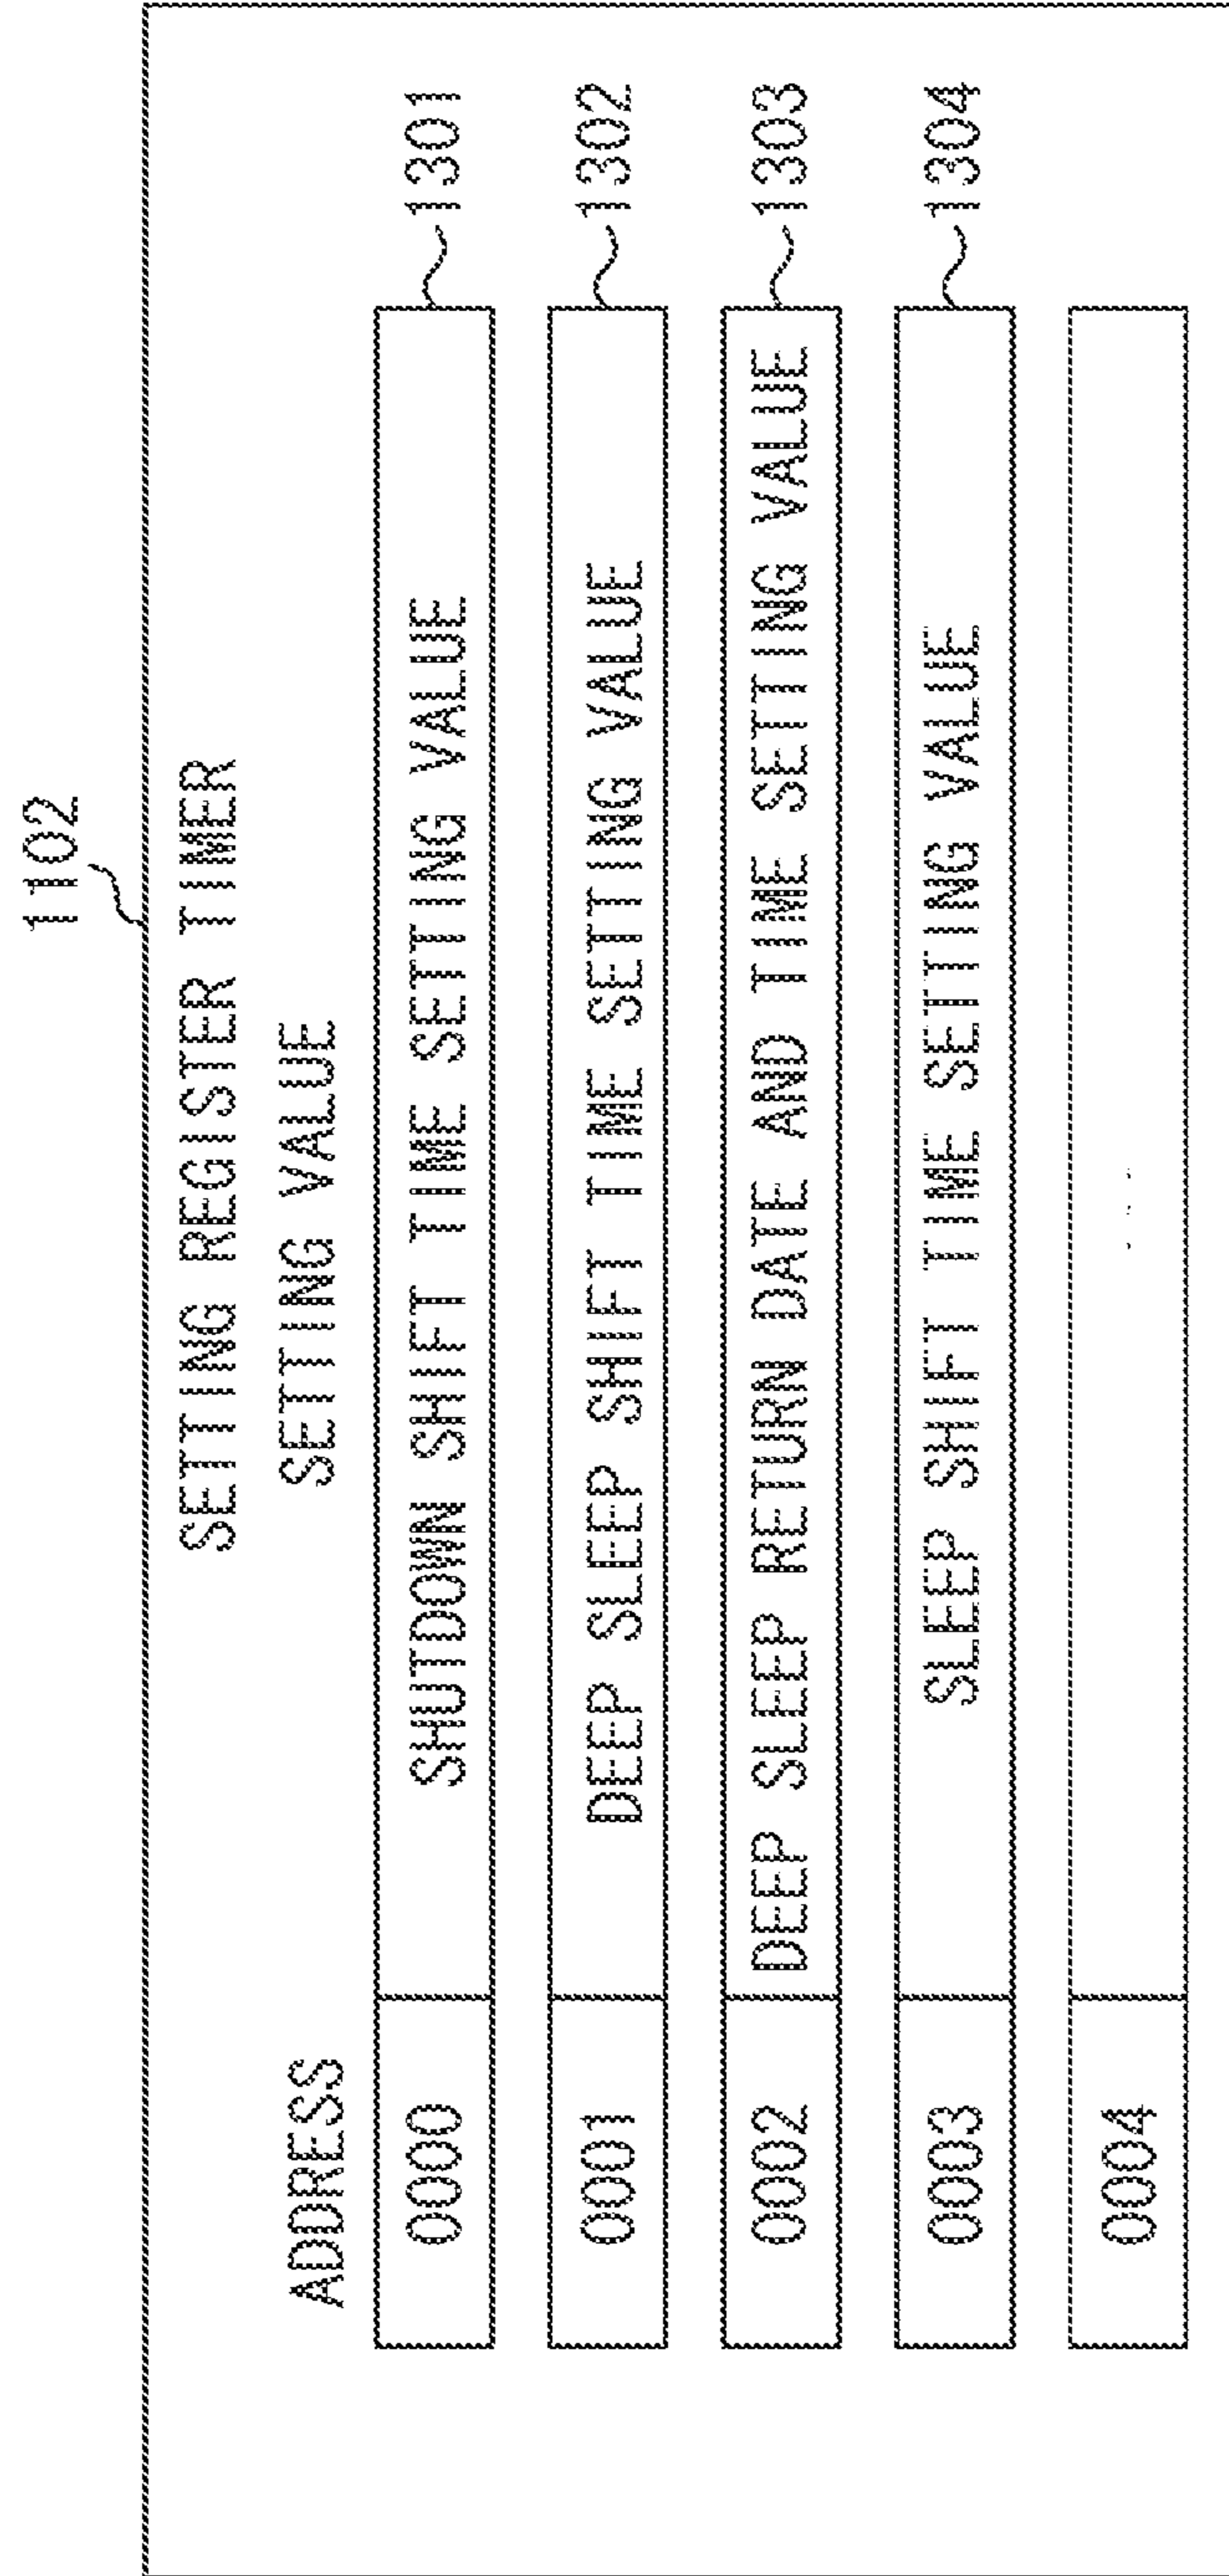 1102
SETTING REGISTER TIMER
ADDRESS SETTING VALUE
0000 SHUTDOWN SHIFT TIME SETTING VALUE 1301
0001 DEEP SLEEP SHIFT TIME SETTING VALUE 1302
0002 DEEP SLEEP RETURN DATE AND TIME SETTING VALUE 1303
0003 SLEEP SHIFT TIME SETTING VALUE 1304
0004 ...